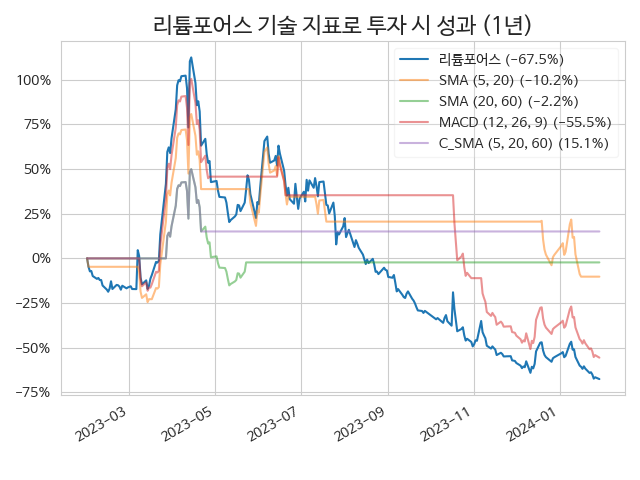 리튬포어스 기술 지표로 투자 시 성과 (1년)
리튬포어스 (−67.5%)
SMA (5, 20) (−10.2%)
SMA (20, 60) (−2.2%)
MACD (12, 26, 9) (−55.5%)
C_SMA (5, 20, 60) (15.1%)
100%
75%
50%
25%
0%
−25%
−50%
−75%
2023−03
2023−05
2023−07
2023−09
2023−11
2024−01